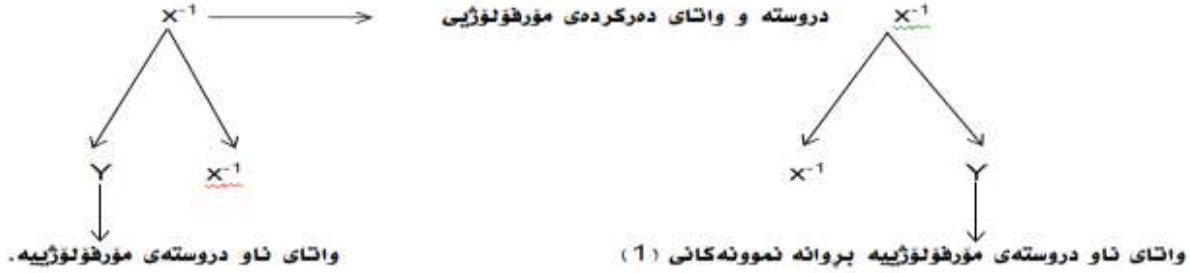 X⁻¹ دروستە و واتای دەرکردەی مۆرفۆلۆژیی X⁻¹
X⁻¹ Y Y X⁻¹
واتای ناو دروستەی مۆرفۆلۆژییە بڕوانە نموونەکانی (1) واتای ناو دروستەی مۆرفۆلۆژییە.